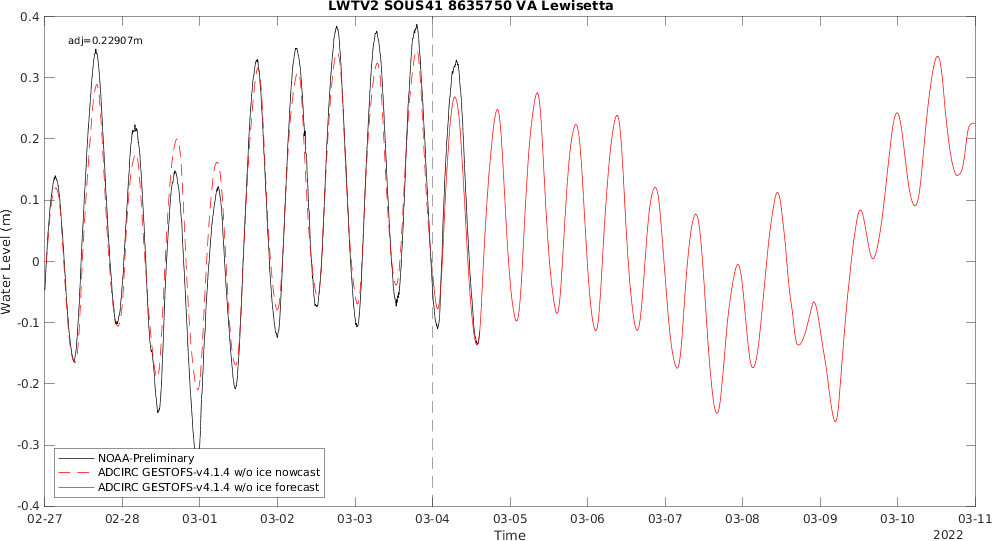 LWTV2 SOUS41 8635750 VA Lewisetta
adj=0.22907m
Water Level (m)
0.4
0.3
0.2
0.1
0
-0.1
-0.2
-0.3
-0.4
NOAA-Preliminary
ADCIRC GESTOFS-v4.1.4 w/o ice nowcast
ADCIRC GESTOFS-v4.1.4 w/o ice forecast
02-27 02-28 03-01 03-02 03-03 03-04 03-05 03-06 03-07 03-08 03-09 03-10 03-11
Time
2022